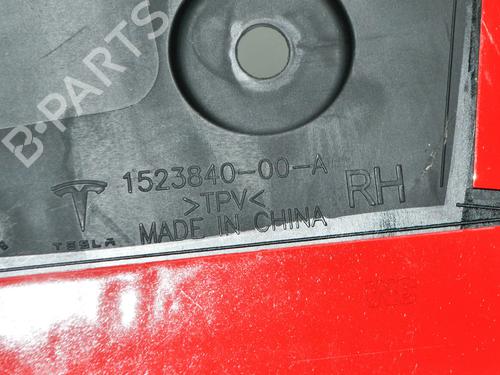 B-PARTS
1523840-00-A
>TPV<
RH
MADE IN CHINA
TESLA